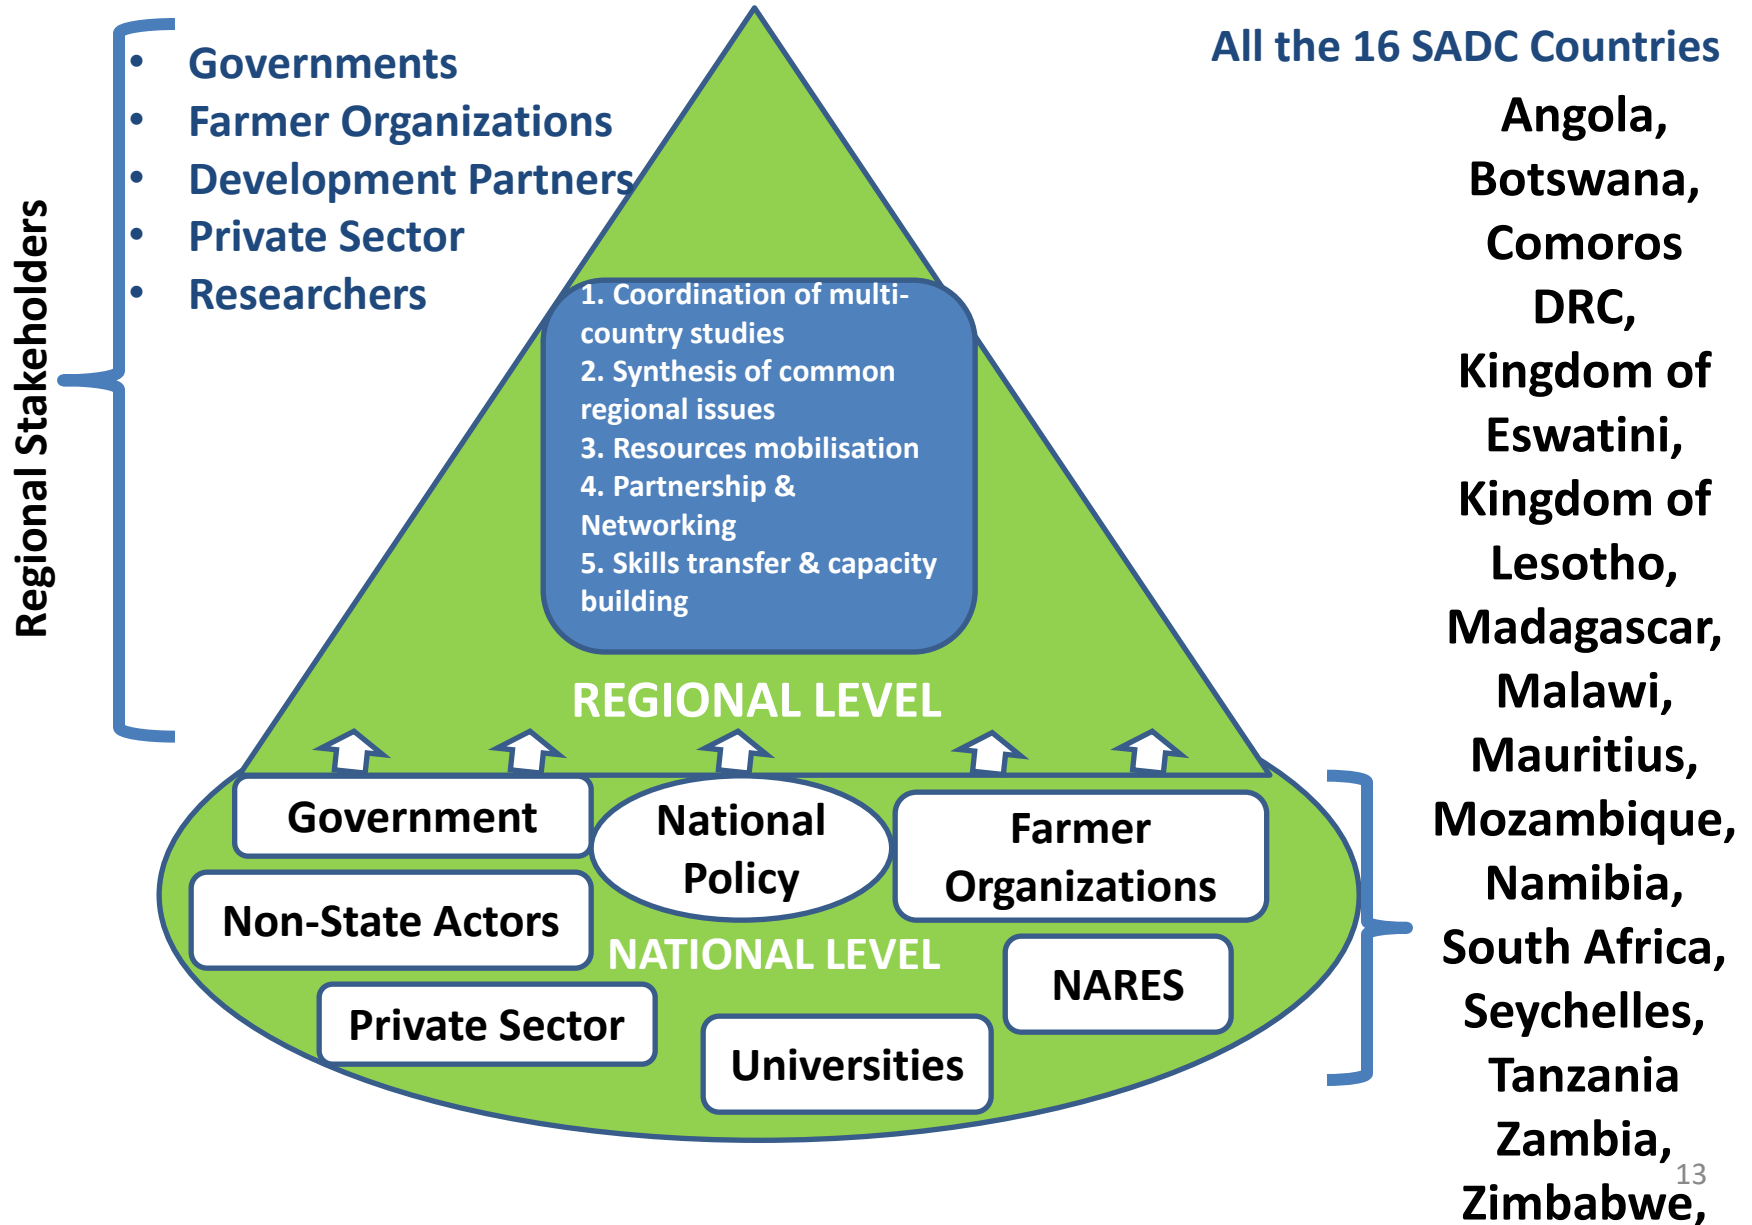 Regional Stakeholders
• Governments
• Farmer Organizations
• Development Partners
• Private Sector
• Researchers
All the 16 SADC Countries
Angola,
Botswana,
Comoros
DRC,
Kingdom of
Eswatini,
Kingdom of
Lesotho,
Madagascar,
Malawi,
Mauritius,
Mozambique,
Namibia,
South Africa,
Seychelles,
Tanzania
Zambia,
Zimbabwe,
1. Coordination of multi-
country studies
2. Synthesis of common
regional issues
3. Resources mobilisation
4. Partnership &
Networking
5. Skills transfer & capacity
building
REGIONAL LEVEL
Government
National
Policy
Farmer
Organizations
Non-State Actors
NATIONAL LEVEL
NARES
Private Sector
Universities
13